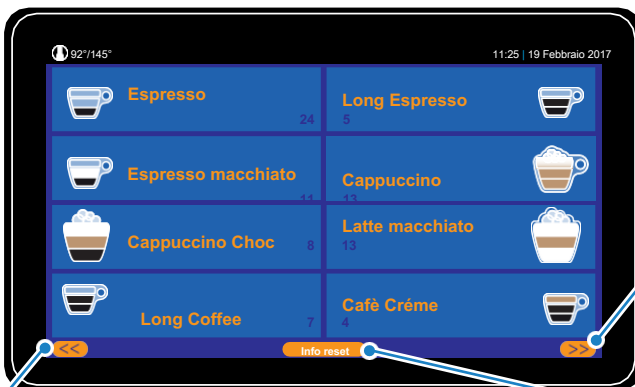 92°/145°
11:25 | 19 Febbraio 2017
Espresso
24
Long Espresso
5
Espresso macchiato
11
Cappuccino
13
Cappuccino Choc
8
Latte macchiato
13
Long Coffee
7
Cafè Créme
4
<<
Info reset
>>